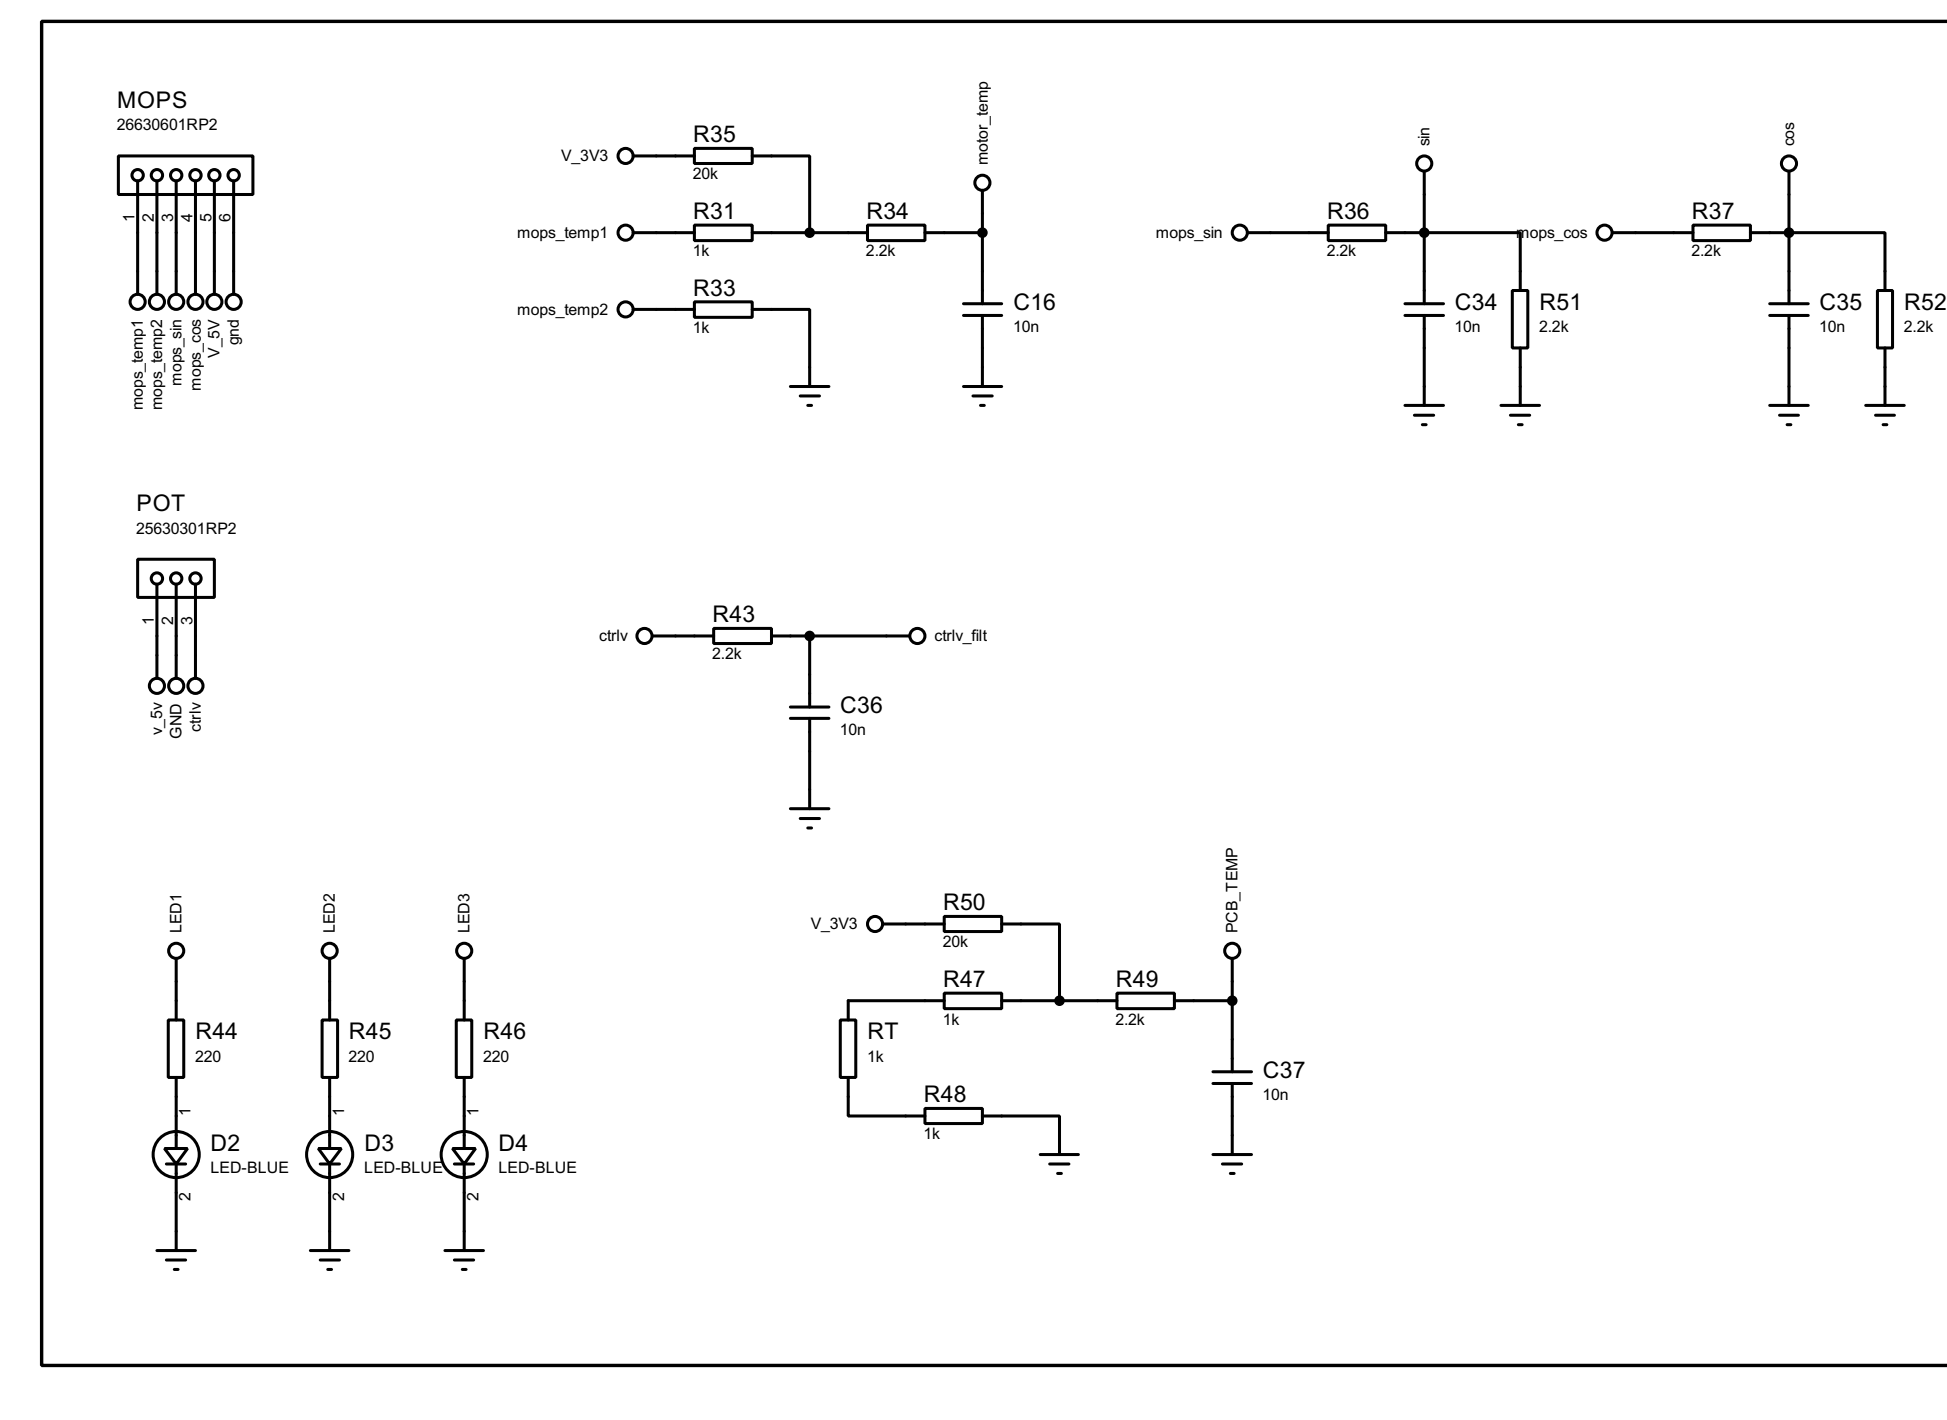 MOPS
26630601RP2
1
2
3
4
5
6
mops_temp1
mops_temp2
mops_sin
mops_cos
V_5V
gnd
V_3V3
R35
20k
mops_temp1
R31
1k
R34
2.2k
motor_temp
mops_temp2
R33
1k
C16
10n
mops_sin
R36
2.2k
sin
C34
10n
R51
2.2k
mops_cos
R37
2.2k
cos
C35
10n
R52
2.2k
POT
25630301RP2
1
2
3
v_5v
GND
ctrlv
ctrlv
R43
2.2k
ctrlv_filt
C36
10n
LED1
R44
220
1
D2
LED-BLUE
2
LED2
R45
220
1
D3
LED-BLUE
2
LED3
R46
220
1
D4
LED-BLUE
2
V_3V3
R50
20k
R47
1k
R49
2.2k
PCB_TEMP
RT
1k
R48
1k
C37
10n